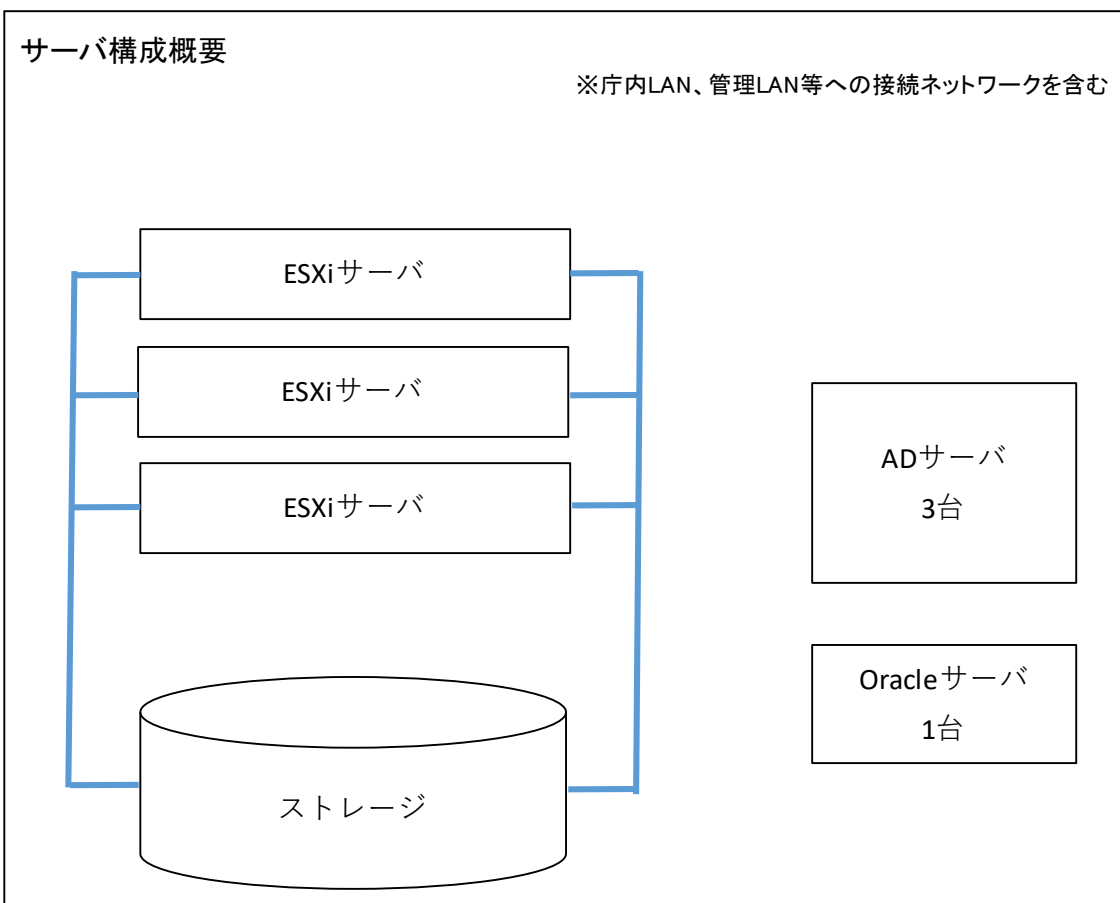 サーバ構成概要
※庁内LAN、管理LAN等への接続ネットワークを含む
ESXiサーバ
ESXiサーバ
ESXiサーバ
ストレージ
ADサーバ
3台
Oracleサーバ
1台